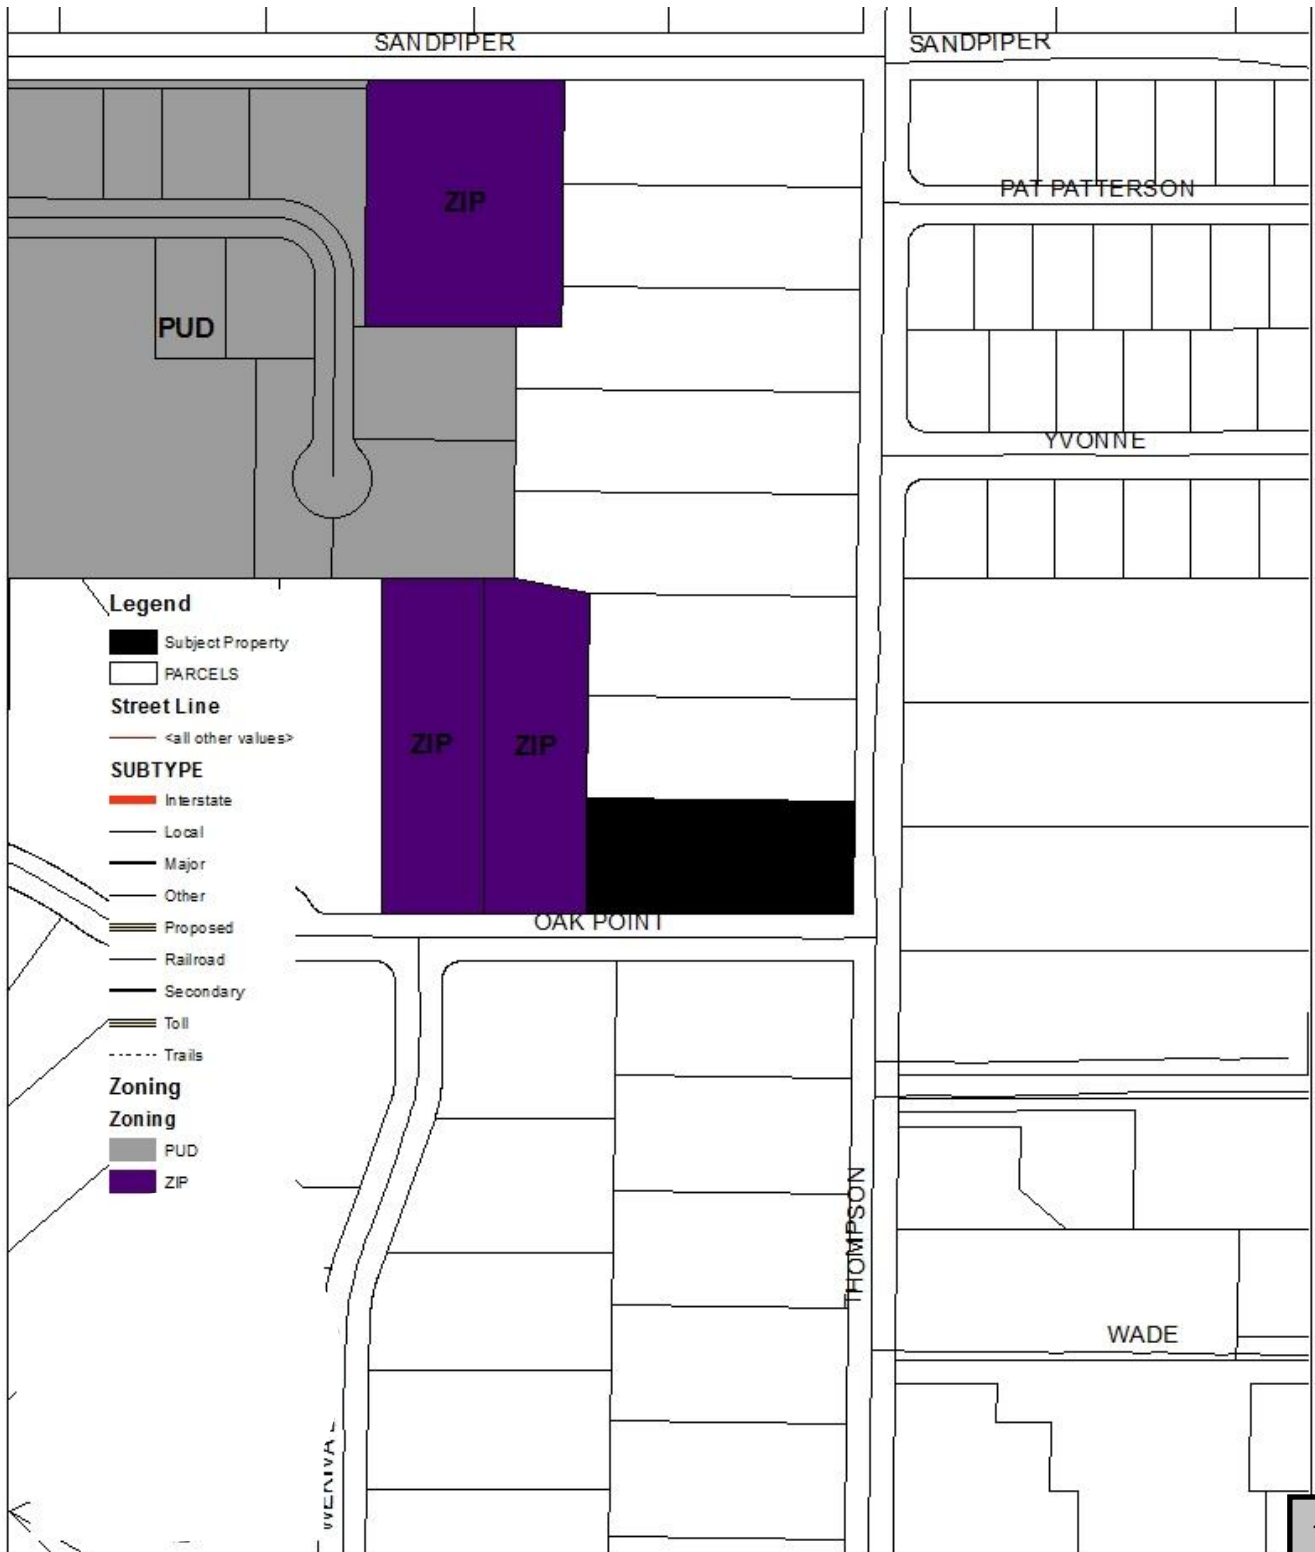 SANDPIPER
SANDPIPER
PAT PATTERSON
ZIP
PUD
YVONNE
Legend
Subject Property
PARCELS
Street Line
<all other values>
SUBTYPE
Interstate
Local
Major
Other
Proposed
Railroad
Secondary
Toll
Trails
Zoning
Zoning
PUD
ZIP
ZIP
ZIP
OAK POINT
THOMPSON
WADE